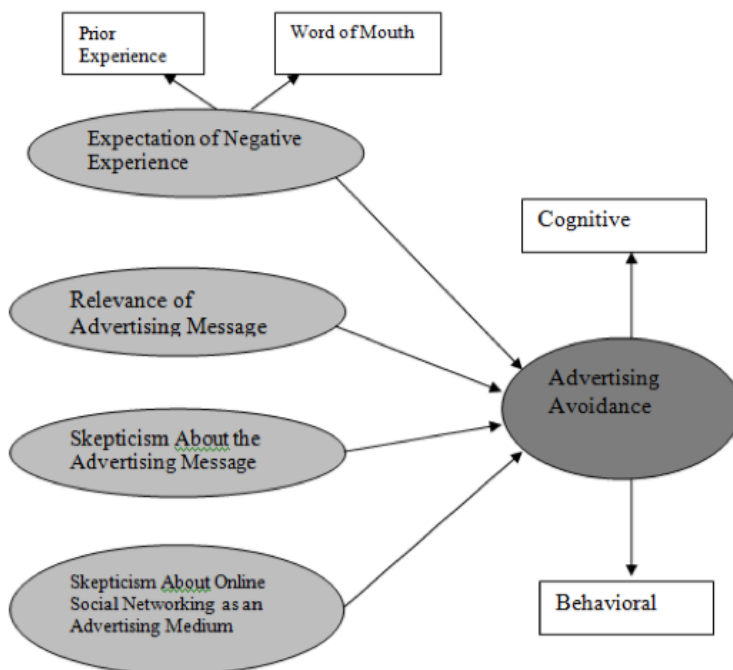 Prior
Experience
Word of Mouth
Expectation of Negative
Experience
Cognitive
Relevance of
Advertising Message
Advertising
Avoidance
Skepticism About the
Advertising Message
Skepticism About Online
Social Networking as an
Advertising Medium
Behavioral